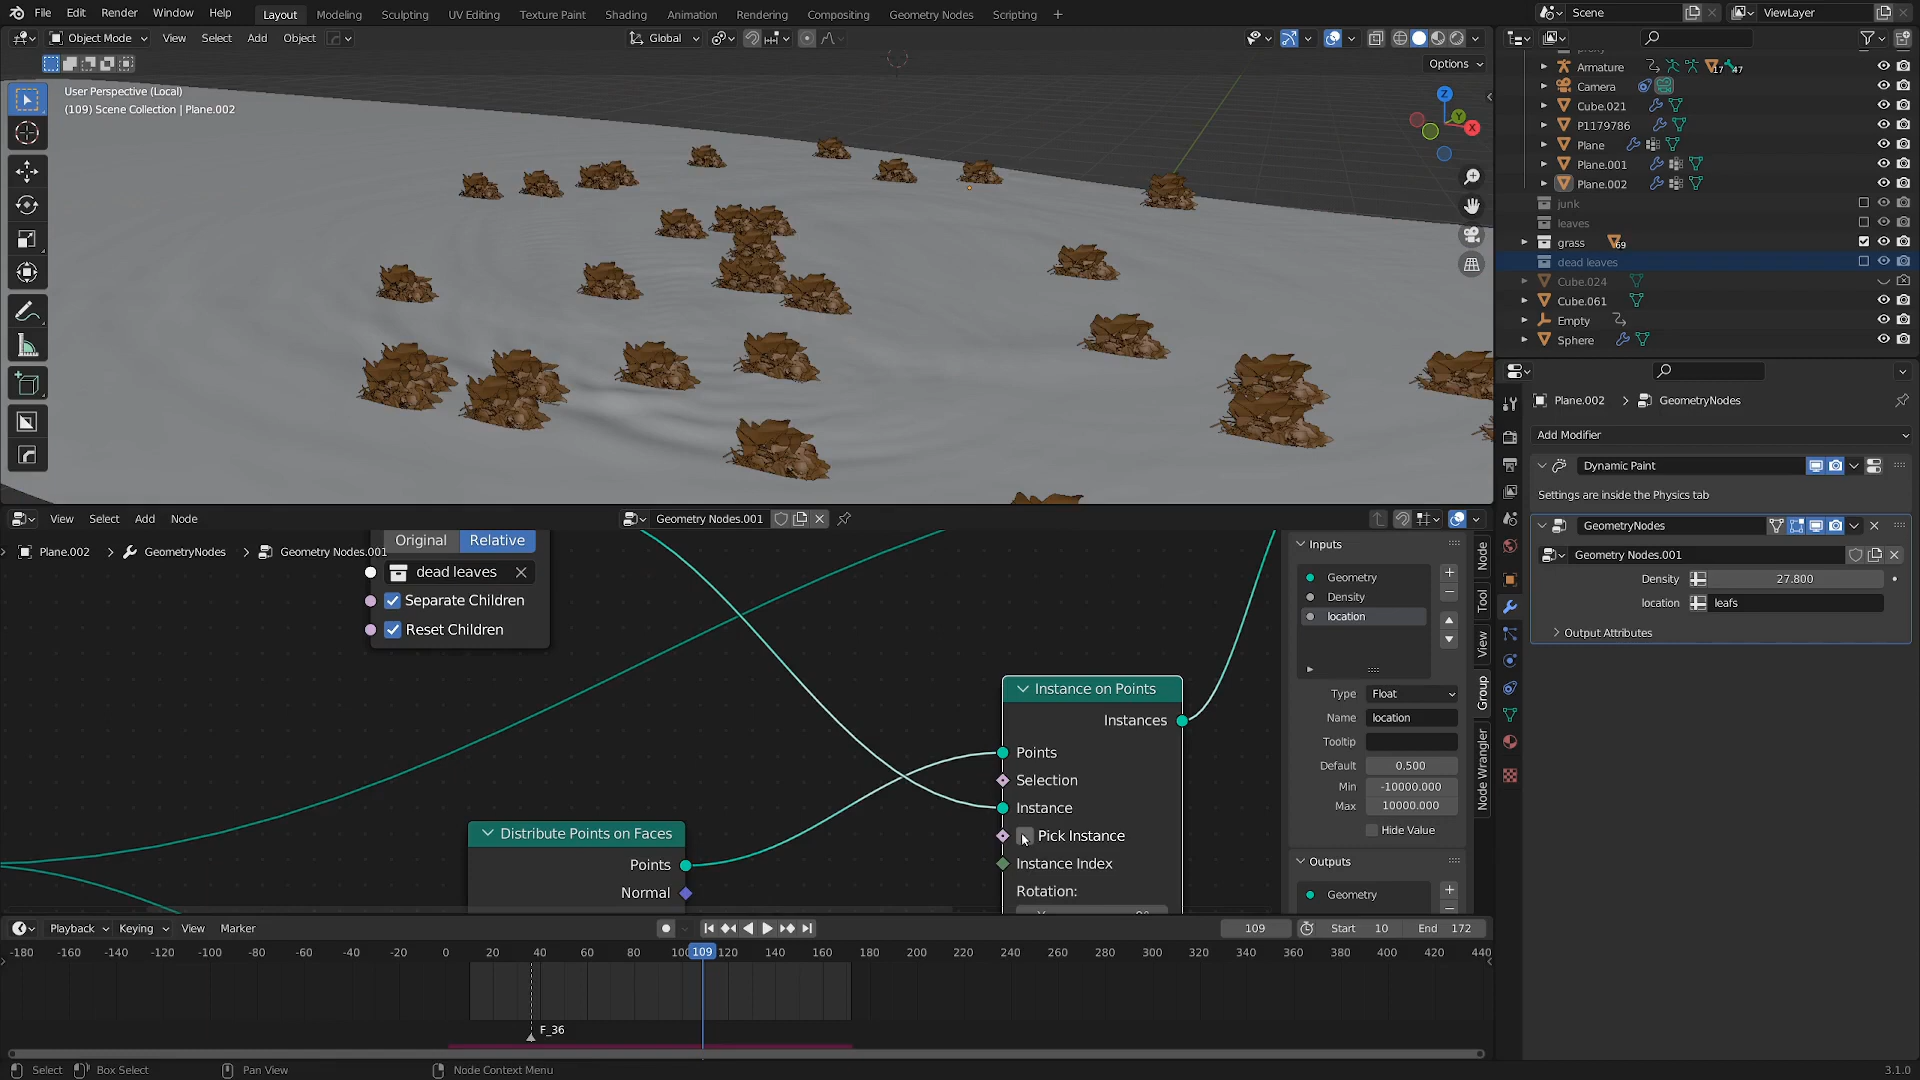 File Edit Render Window Help Layout Modeling Sculpting UV Editing Texture Paint Shading Animation Rendering Compositing Geometry Nodes Scripting + Scene ViewLayer
Object Mode View Select Add Object Global
Options
User Perspective (Local)
(109) Scene Collection | Plane.002
Z
Y
X
Armature 17 47
Camera
Cube.021
P1179786
Plane
Plane.001
Plane.002
junk
leaves
grass 69
dead leaves
Cube.024
Cube.061
Empty
Sphere
Plane.002 > GeometryNodes
Add Modifier
Dynamic Paint
Settings are inside the Physics tab
GeometryNodes
Geometry Nodes.001
Density 27.800
location leafs
Output Attributes
View Select Add Node Geometry Nodes.001
Plane.002 > GeometryNodes > Geometry Nodes.001
Original Relative
dead leaves
Separate Children
Reset Children
Distribute Points on Faces
Points
Normal
Instance on Points
Instances
Points
Selection
Instance
Pick Instance
Instance Index
Rotation:
Inputs
Geometry
Density
location
Type Float
Name location
Tooltip
Default 0.500
Min -10000.000
Max 10000.000
Hide Value
Outputs
Geometry
Node
Tool
View
Group
Node Wrangler
Playback Keying View Marker 109 Start 10 End 172
-180 -160 -140 -120 -100 -80 -60 -40 -20 0 20 40 60 80 109 120 140 160 180 200 220 240 260 280 300 320 340 360 380 400 420 440
F_36
Select Box Select Pan View Node Context Menu 3.1.0